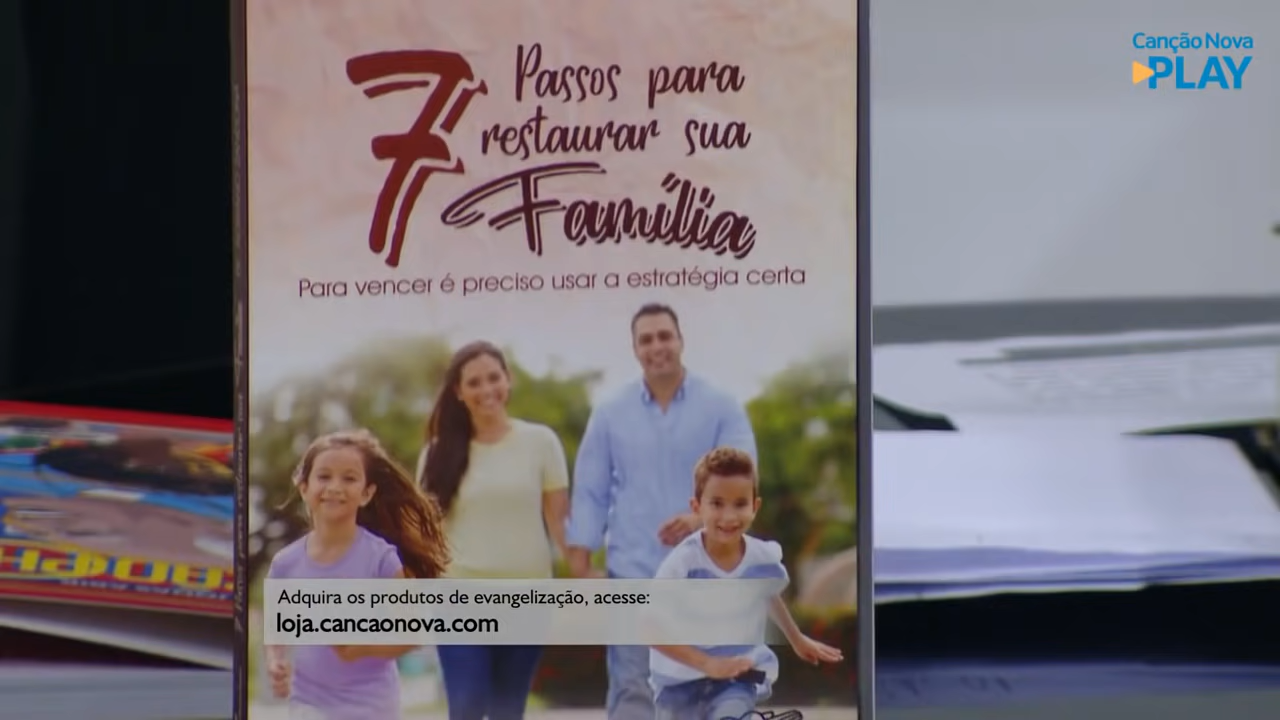 Canção Nova
PLAY
7 Passos para
restaurar sua
Família
Para vencer é preciso usar a estratégia certa
Adquira os produtos de evangelização, acesse:
loja.cancaonova.com